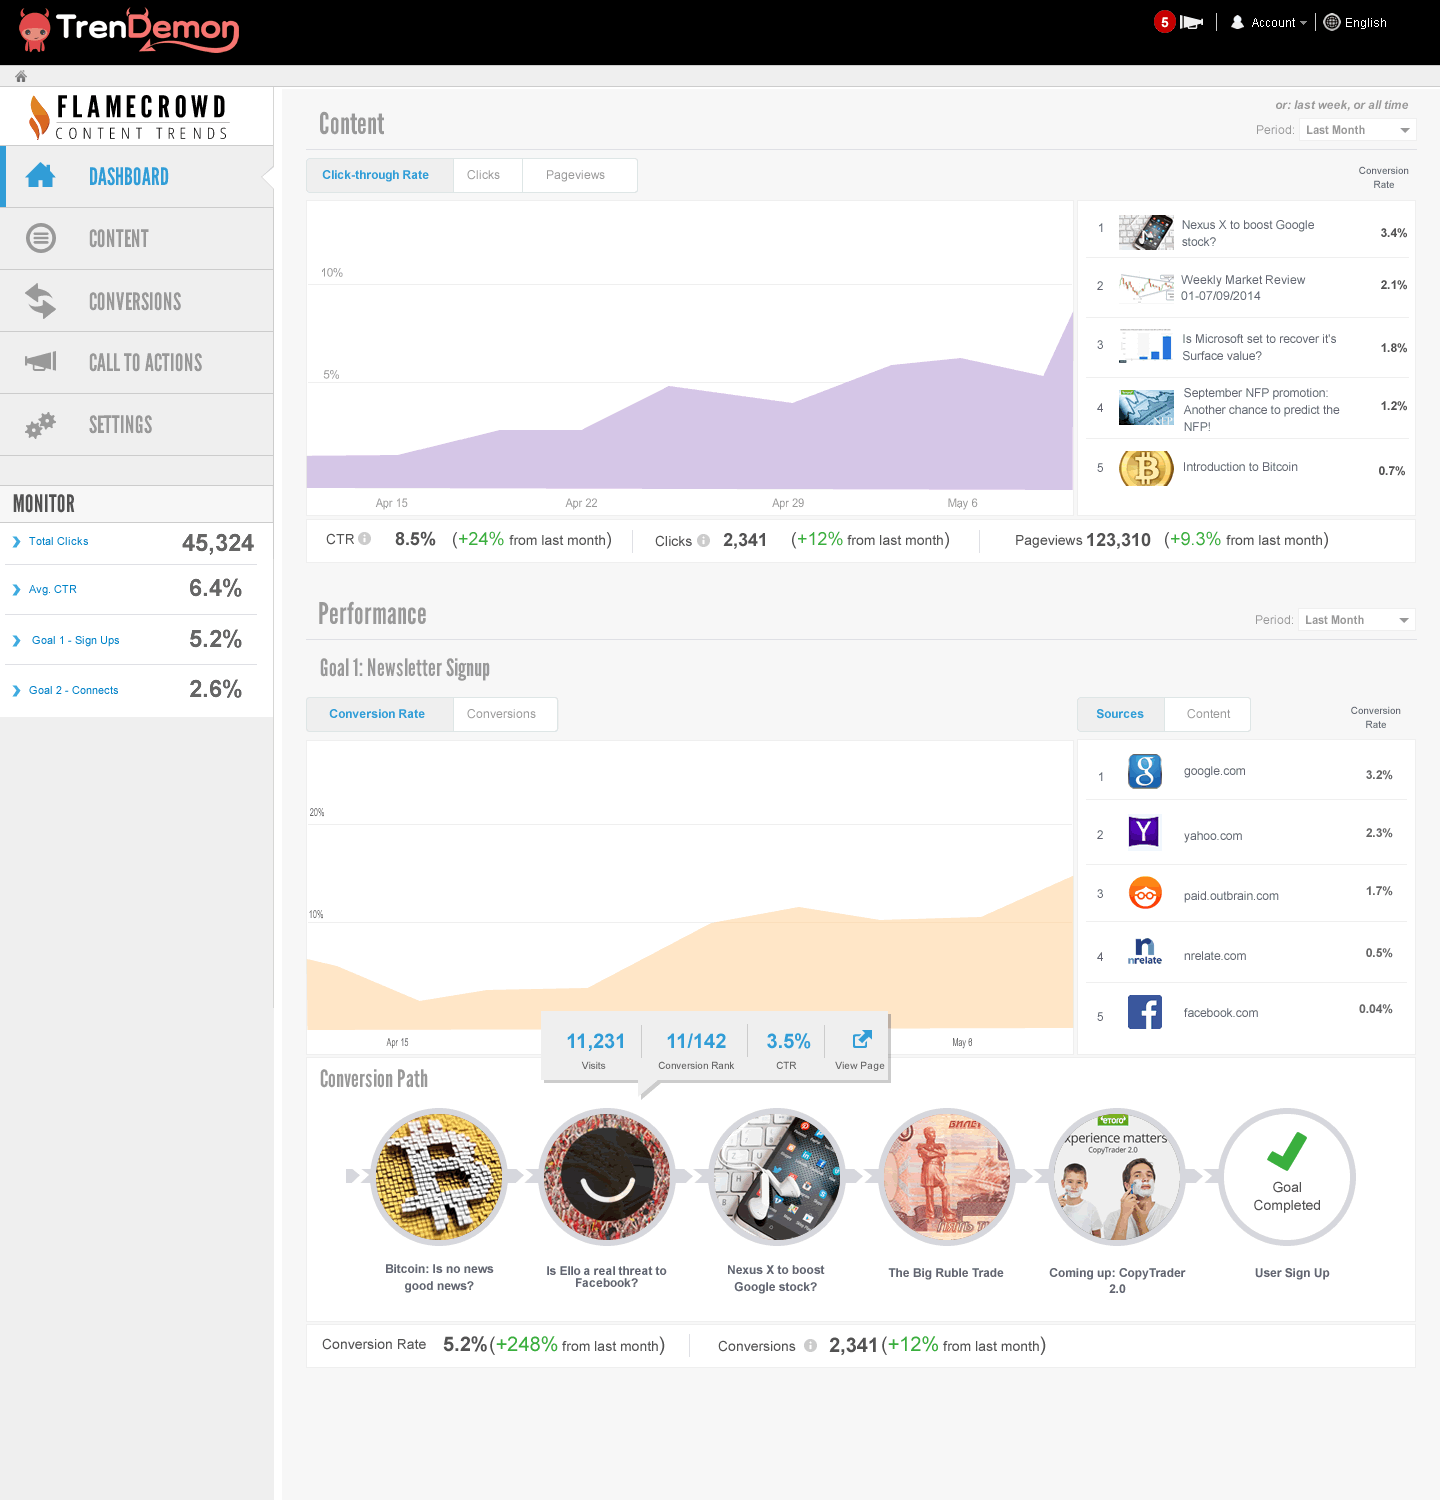 TrenDemon
5
Account
English
FLAMECROWD
CONTENT TRENDS
DASHBOARD
CONTENT
CONVERSIONS
CALL TO ACTIONS
SETTINGS
MONITOR
Total Clicks 45,324
Avg. CTR 6.4%
Goal 1 - Sign Ups 5.2%
Goal 2 - Connects 2.6%
Content
or: last week, or all time
Period: Last Month
Click-through Rate Clicks Pageviews
Conversion
Rate
10%
5%
Apr 15 Apr 22 Apr 29 May 6
1 Nexus X to boost Google
stock? 3.4%
2 Weekly Market Review
01-07/09/2014 2.1%
3 Is Microsoft set to recover it's
Surface value? 1.8%
4 September NFP promotion:
Another chance to predict the
NFP! 1.2%
NFP
5 Introduction to Bitcoin 0.7%
CTR 8.5% (+24% from last month) Clicks 2,341 (+12% from last month) Pageviews 123,310 (+9.3% from last month)
Performance
Period: Last Month
Goal 1: Newsletter Signup
Conversion Rate Conversions
Sources Content
Conversion
Rate
20%
10%
Apr 15 May 6
1 google.com 3.2%
2 yahoo.com 2.3%
3 paid.outbrain.com 1.7%
4 nrelate nrelate.com 0.5%
5 facebook.com 0.04%
11,231 11/142 3.5%
Visits Conversion Rank CTR View Page
Conversion Path
БИЛЕ
ПЯТЬ Т
eToro
xperience matters
CopyTrader 2.0
Goal
Completed
Bitcoin: Is no news
good news?
Is Ello a real threat to
Facebook?
Nexus X to boost
Google stock?
The Big Ruble Trade
Coming up: CopyTrader
2.0
User Sign Up
Conversion Rate 5.2% (+248% from last month) Conversions 2,341 (+12% from last month)